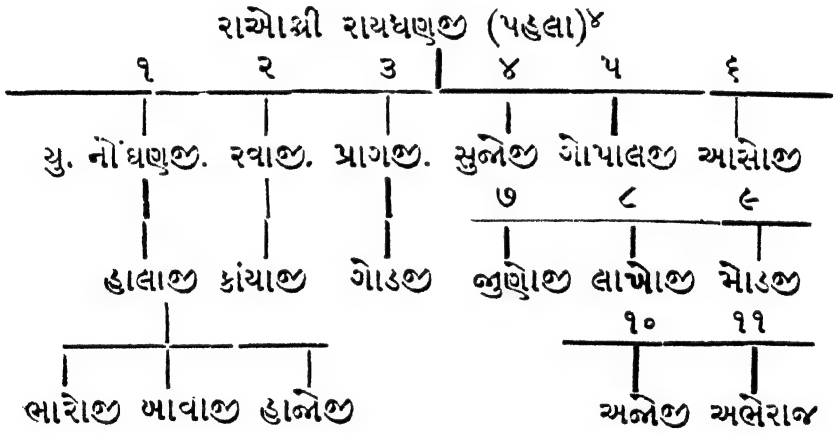 રાઓશ્રી રાયધણજી (પહલા)૪
૧ ૨ ૩ ૪ ૫ ૬
યુ. નોંઘણજી. રવાજી. પ્રાગજી. સુજોજી ગોપાલજી આસોજી
૭ ૮ ૯
હાલાજી કાંયાજી ગોડજી જીણોજી લાખોજી મોડજી
૧૦ ૧૧
ભારોજી ખાવાજી હાજોજી અજોજી અભેરાજ